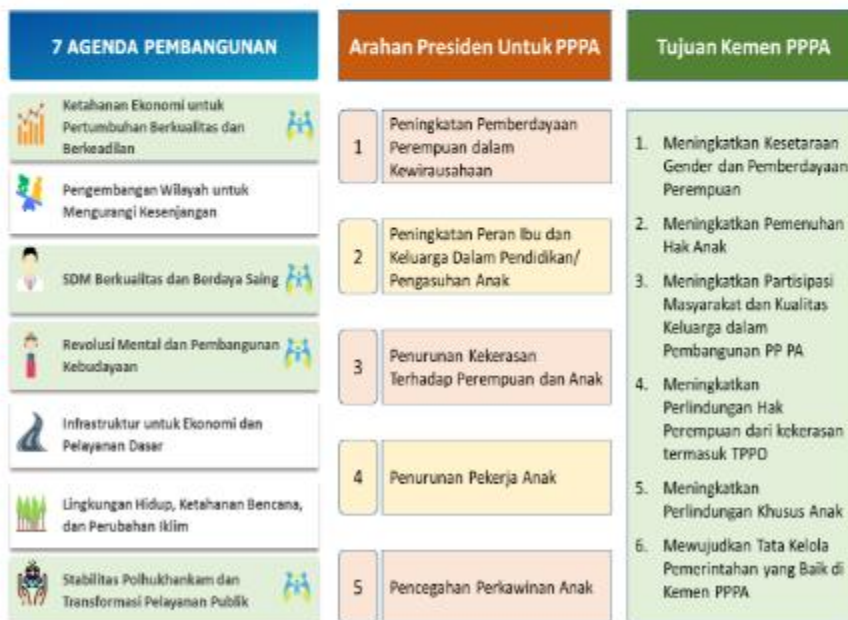 7 AGENDA PEMBANGUNAN
Ketahanan Ekonomi untuk
Pertumbuhan Berkualitas dan
Berkeadilan
Pengembangan Wilayah untuk
Mengurangi Kesenjangan
SDM Berkualitas dan Berdaya Saing
Revolusi Mental dan Pembangunan
Kebudayaan
Infrastruktur untuk Ekonomi dan
Pelayanan Dasar
Lingkungan Hidup, Ketahanan Bencana,
dan Perubahan Iklim
Stabilitas Polhukhankam dan
Transformasi Pelayanan Publik
Arahan Presiden Untuk PPPA
1
Peningkatan Pemberdayaan
Perempuan dalam
Kewirausahaan
2
Peningkatan Peran Ibu dan
Keluarga Dalam Pendidikan/
Pengasuhan Anak
3
Penurunan Kekerasan
Terhadap Perempuan dan Anak
4
Penurunan Pekerja Anak
5
Pencegahan Perkawinan Anak
Tujuan Kemen PPPA
1. Meningkatkan Kesetaraan
Gender dan Pemberdayaan
Perempuan
2. Meningkatkan Pemenuhan
Hak Anak
3. Meningkatkan Partisipasi
Masyarakat dan Kualitas
Keluarga dalam
Pembangunan PP PA
4. Meningkatkan
Perlindungan Hak
Perempuan dari kekerasan
termasuk TPPO
5. Meningkatkan
Perlindungan Khusus Anak
6. Mewujudkan Tata Kelola
Pemerintahan yang Baik di
Kemen PPPA